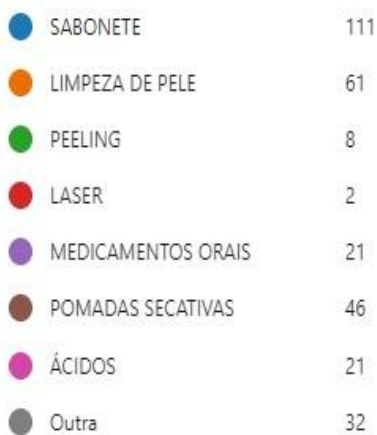 SABONETE 111
LIMPEZA DE PELE 61
PEELING 8
LASER 2
MEDICAMENTOS ORAIS 21
POMADAS SECATIVAS 46
ÁCIDOS 21
Outra 32